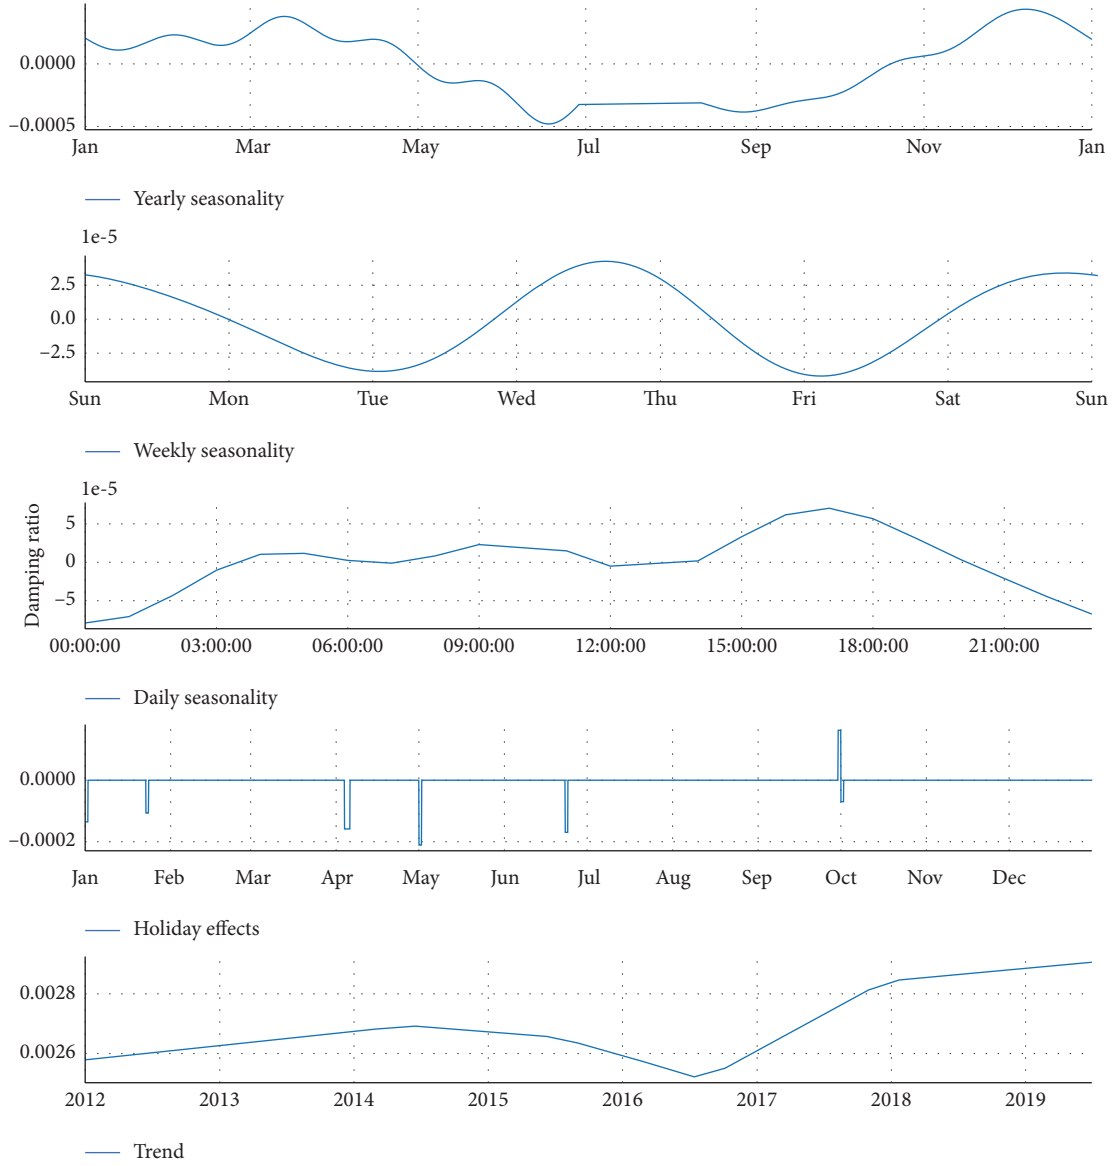 0.0000
–0.0005
Jan Mar May Jul Sep Nov Jan
Yearly seasonality
1e-5
2.5
0.0
–2.5
Sun Mon Tue Wed Thu Fri Sat Sun
Weekly seasonality
1e-5
Damping ratio
5
0
–5
00:00:00 03:00:00 06:00:00 09:00:00 12:00:00 15:00:00 18:00:00 21:00:00
Daily seasonality
0.0000
–0.0002
Jan Feb Mar Apr May Jun Jul Aug Sep Oct Nov Dec
Holiday effects
0.0028
0.0026
2012 2013 2014 2015 2016 2017 2018 2019
Trend